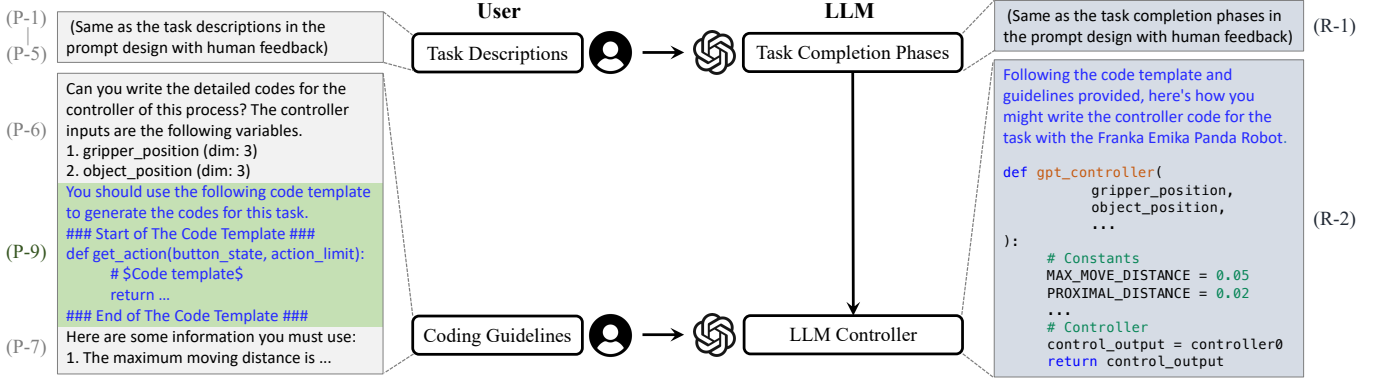 User
LLM
(P-1)
(P-5)
(Same as the task descriptions in the
prompt design with human feedback)
Task Descriptions
Task Completion Phases
(Same as the task completion phases in
the prompt design with human feedback)
(R-1)
(P-6)
Can you write the detailed codes for the
controller of this process? The controller
inputs are the following variables.
1. gripper_position (dim: 3)
2. object_position (dim: 3)
(P-9)
You should use the following code template
to generate the codes for this task.
### Start of The Code Template ###
def get_action(button_state, action_limit):
# $Code template$
return ...
### End of The Code Template ###
(P-7)
Here are some information you must use:
1. The maximum moving distance is ...
Coding Guidelines
LLM Controller
Following the code template and
guidelines provided, here's how you
might write the controller code for the
task with the Franka Emika Panda Robot.
def gpt_controller(
gripper_position,
object_position,
...
):
# Constants
MAX_MOVE_DISTANCE = 0.05
PROXIMAL_DISTANCE = 0.02
...
# Controller
control_output = controller0
return control_output
(R-2)